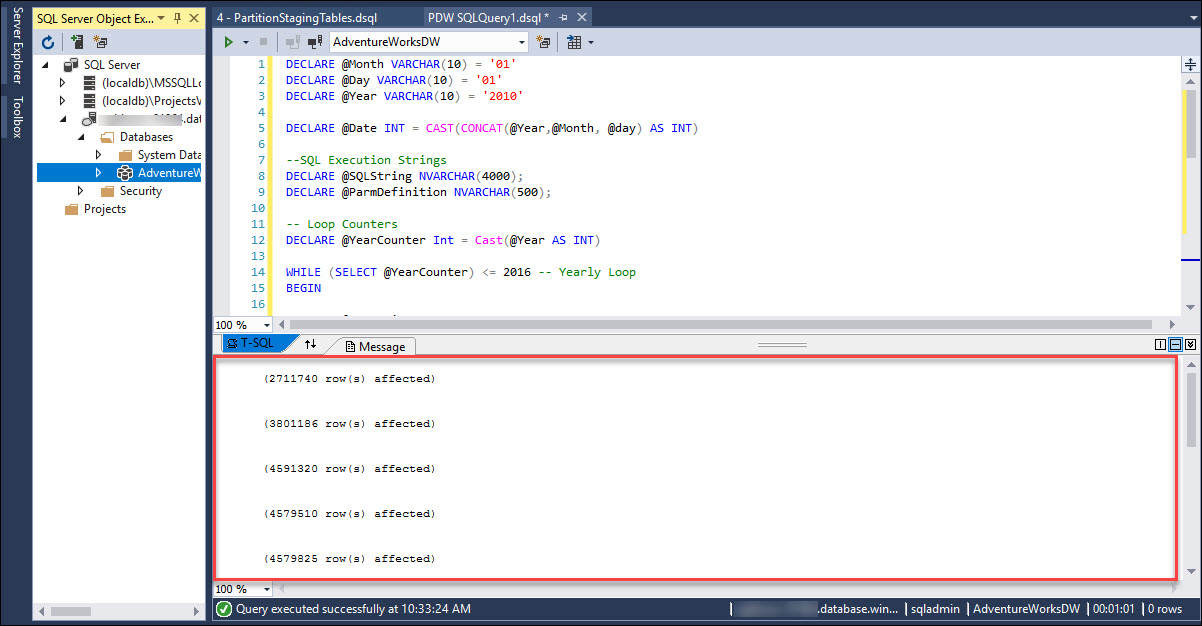 Server Explorer
Toolbox
SQL Server Object Ex...
SQL Server
(localdb)\MSSQLLo
(localdb)\ProjectsV
.dat
Databases
System Data
AdventureW
Security
Projects
4 - PartitionStagingTables.dsql
PDW SQLQuery1.dsql *
AdventureWorksDW
1 DECLARE @Month VARCHAR(10) = '01'
2 DECLARE @Day VARCHAR(10) = '01'
3 DECLARE @Year VARCHAR(10) = '2010'
4
5 DECLARE @Date INT = CAST(CONCAT(@Year,@Month, @day) AS INT)
6
7 --SQL Execution Strings
8 DECLARE @SQLString NVARCHAR(4000);
9 DECLARE @ParmDefinition NVARCHAR(500);
10
11 -- Loop Counters
12 DECLARE @YearCounter Int = Cast(@Year AS INT)
13
14 WHILE (SELECT @YearCounter) <= 2016 -- Yearly Loop
15 BEGIN
16
100 %
T-SQL
Message
(2711740 row(s) affected)
(3801186 row(s) affected)
(4591320 row(s) affected)
(4579510 row(s) affected)
(4579825 row(s) affected)
100 %
Query executed successfully at 10:33:24 AM
.database.win...
sqladmin
AdventureWorksDW
00:01:01
0 rows